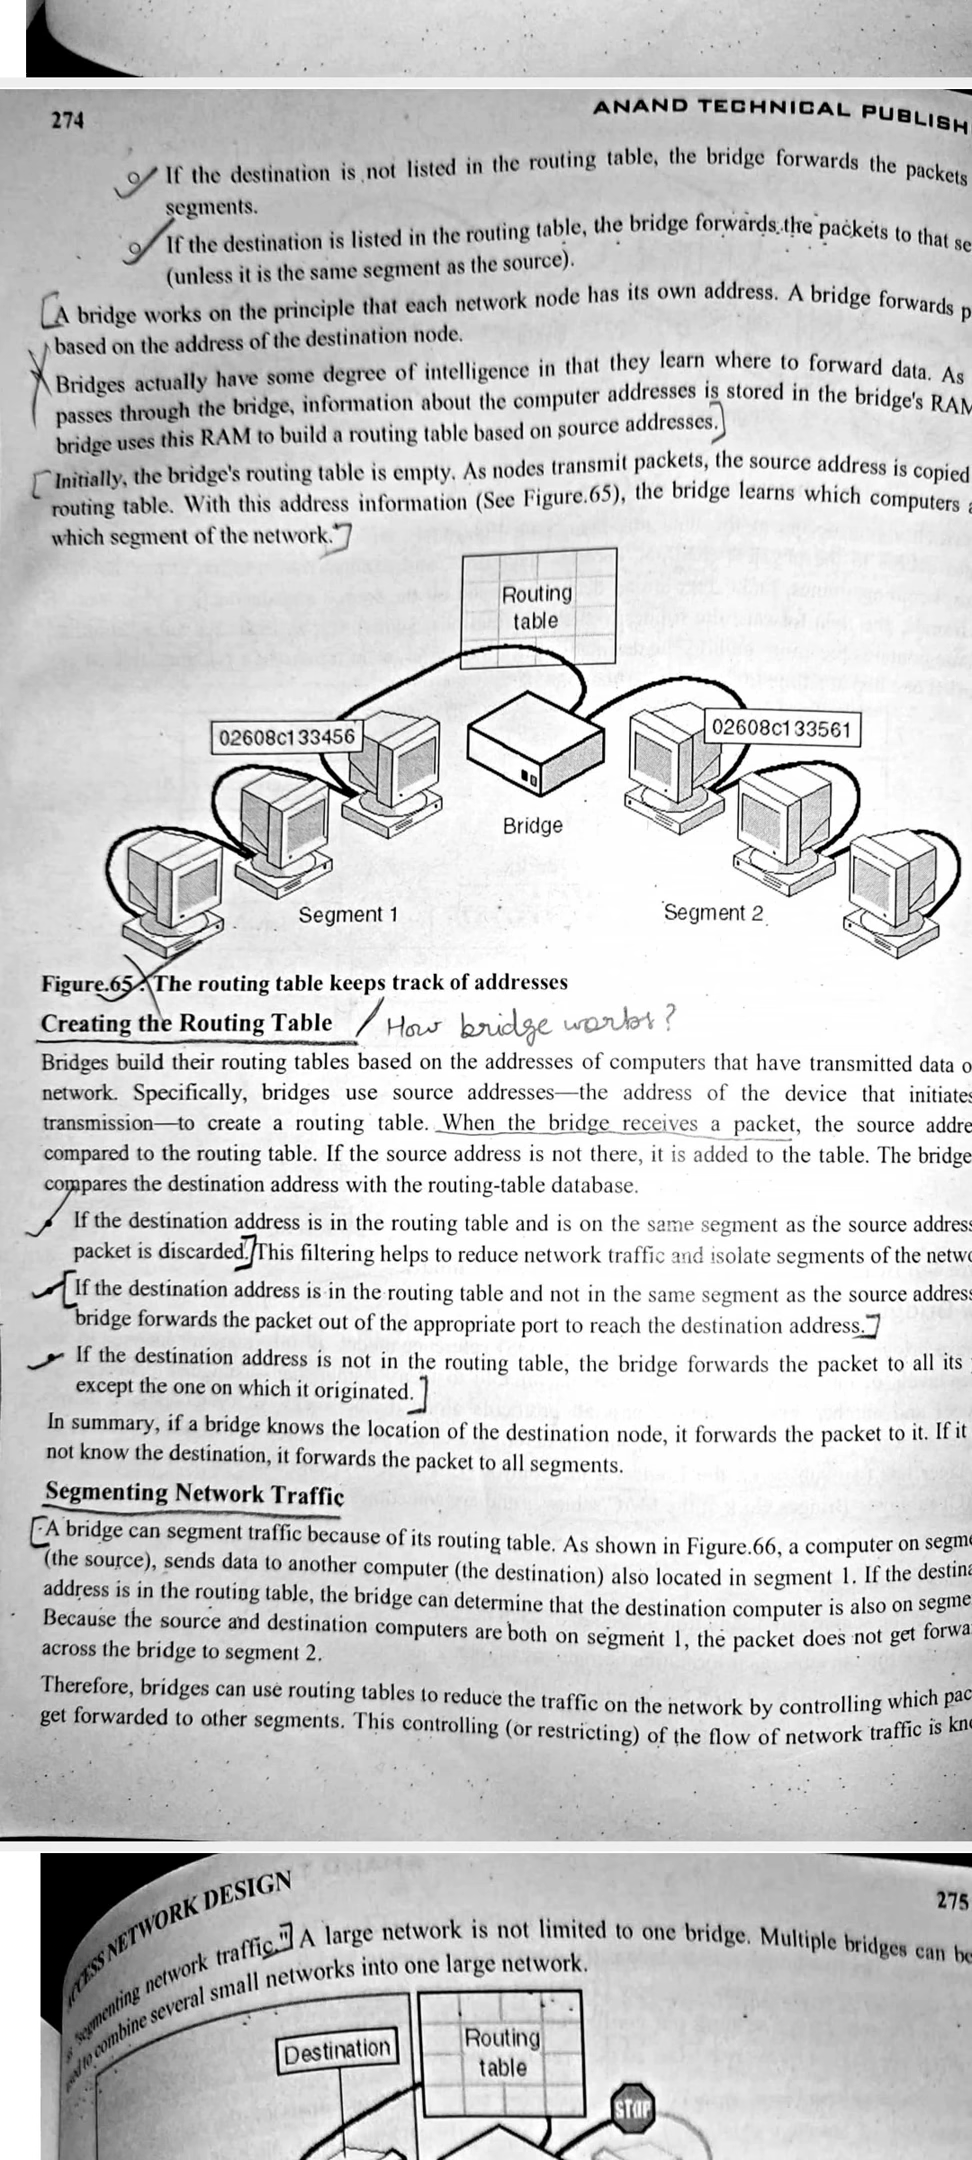 274
ANAND TECHNICAL PUBLISH
If the destination is not listed in the routing table, the bridge forwards the packets
segments.
If the destination is listed in the routing table, the bridge forwards the packets to that se
(unless it is the same segment as the source).
A bridge works on the principle that each network node has its own address. A bridge forwards p
based on the address of the destination node.
Bridges actually have some degree of intelligence in that they learn where to forward data. As
passes through the bridge, information about the computer addresses is stored in the bridge's RAM
bridge uses this RAM to build a routing table based on source addresses.
Initially, the bridge's routing table is empty. As nodes transmit packets, the source address is copied
routing table. With this address information (See Figure.65), the bridge learns which computers a
which segment of the network.
Routing
table
02608c133456
02608c133561
Bridge
Segment 1
Segment 2
Figure.65: The routing table keeps track of addresses
Creating the Routing Table / How bridge works?
Bridges build their routing tables based on the addresses of computers that have transmitted data o
network. Specifically, bridges use source addresses—the address of the device that initiates
transmission—to create a routing table. When the bridge receives a packet, the source addre
compared to the routing table. If the source address is not there, it is added to the table. The bridge
compares the destination address with the routing-table database.
If the destination address is in the routing table and is on the same segment as the source address
packet is discarded. This filtering helps to reduce network traffic and isolate segments of the netwo
If the destination address is in the routing table and not in the same segment as the source address
bridge forwards the packet out of the appropriate port to reach the destination address.
If the destination address is not in the routing table, the bridge forwards the packet to all its
except the one on which it originated.
In summary, if a bridge knows the location of the destination node, it forwards the packet to it. If it
not know the destination, it forwards the packet to all segments.
Segmenting Network Traffic
A bridge can segment traffic because of its routing table. As shown in Figure.66, a computer on segme
(the source), sends data to another computer (the destination) also located in segment 1. If the destina
address is in the routing table, the bridge can determine that the destination computer is also on segme
Because the source and destination computers are both on segment 1, the packet does not get forwa
across the bridge to segment 2.
Therefore, bridges can use routing tables to reduce the traffic on the network by controlling which pac
get forwarded to other segments. This controlling (or restricting) of the flow of network traffic is kno
ACCESS NETWORK DESIGN
275
"segmenting network traffic." A large network is not limited to one bridge. Multiple bridges can be
used to combine several small networks into one large network.
Destination
Routing
table
STOP